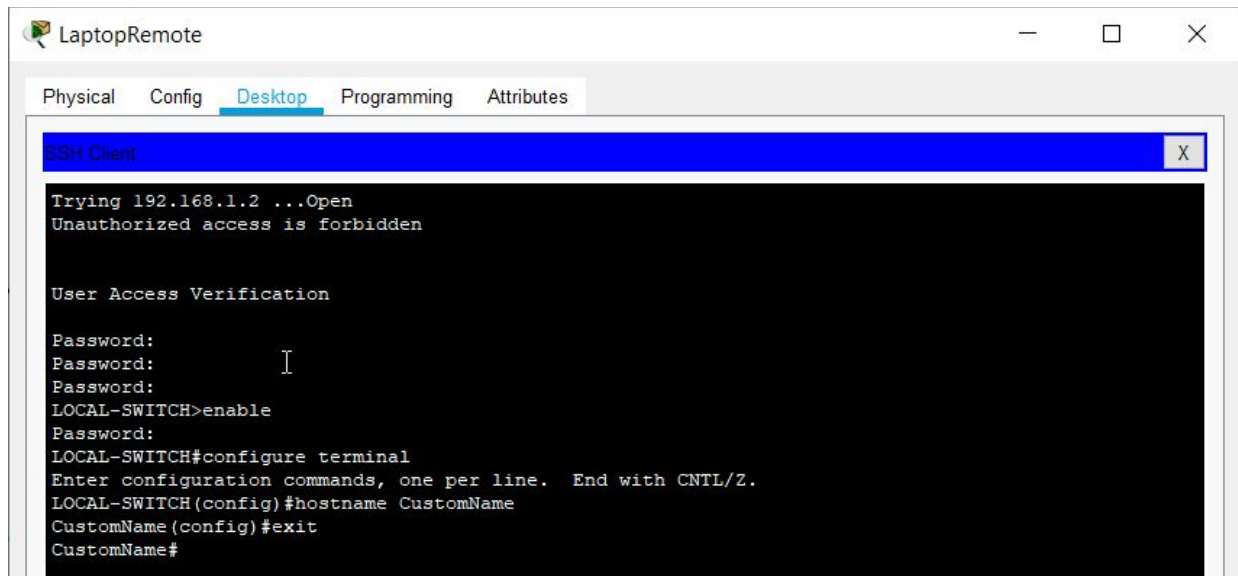 LaptopRemote
Physical Config Desktop Programming Attributes
SSH Client X
Trying 192.168.1.2 ...Open
Unauthorized access is forbidden
User Access Verification
Password:
Password:
Password:
LOCAL-SWITCH>enable
Password:
LOCAL-SWITCH#configure terminal
Enter configuration commands, one per line.  End with CNTL/Z.
LOCAL-SWITCH(config)#hostname CustomName
CustomName(config)#exit
CustomName#